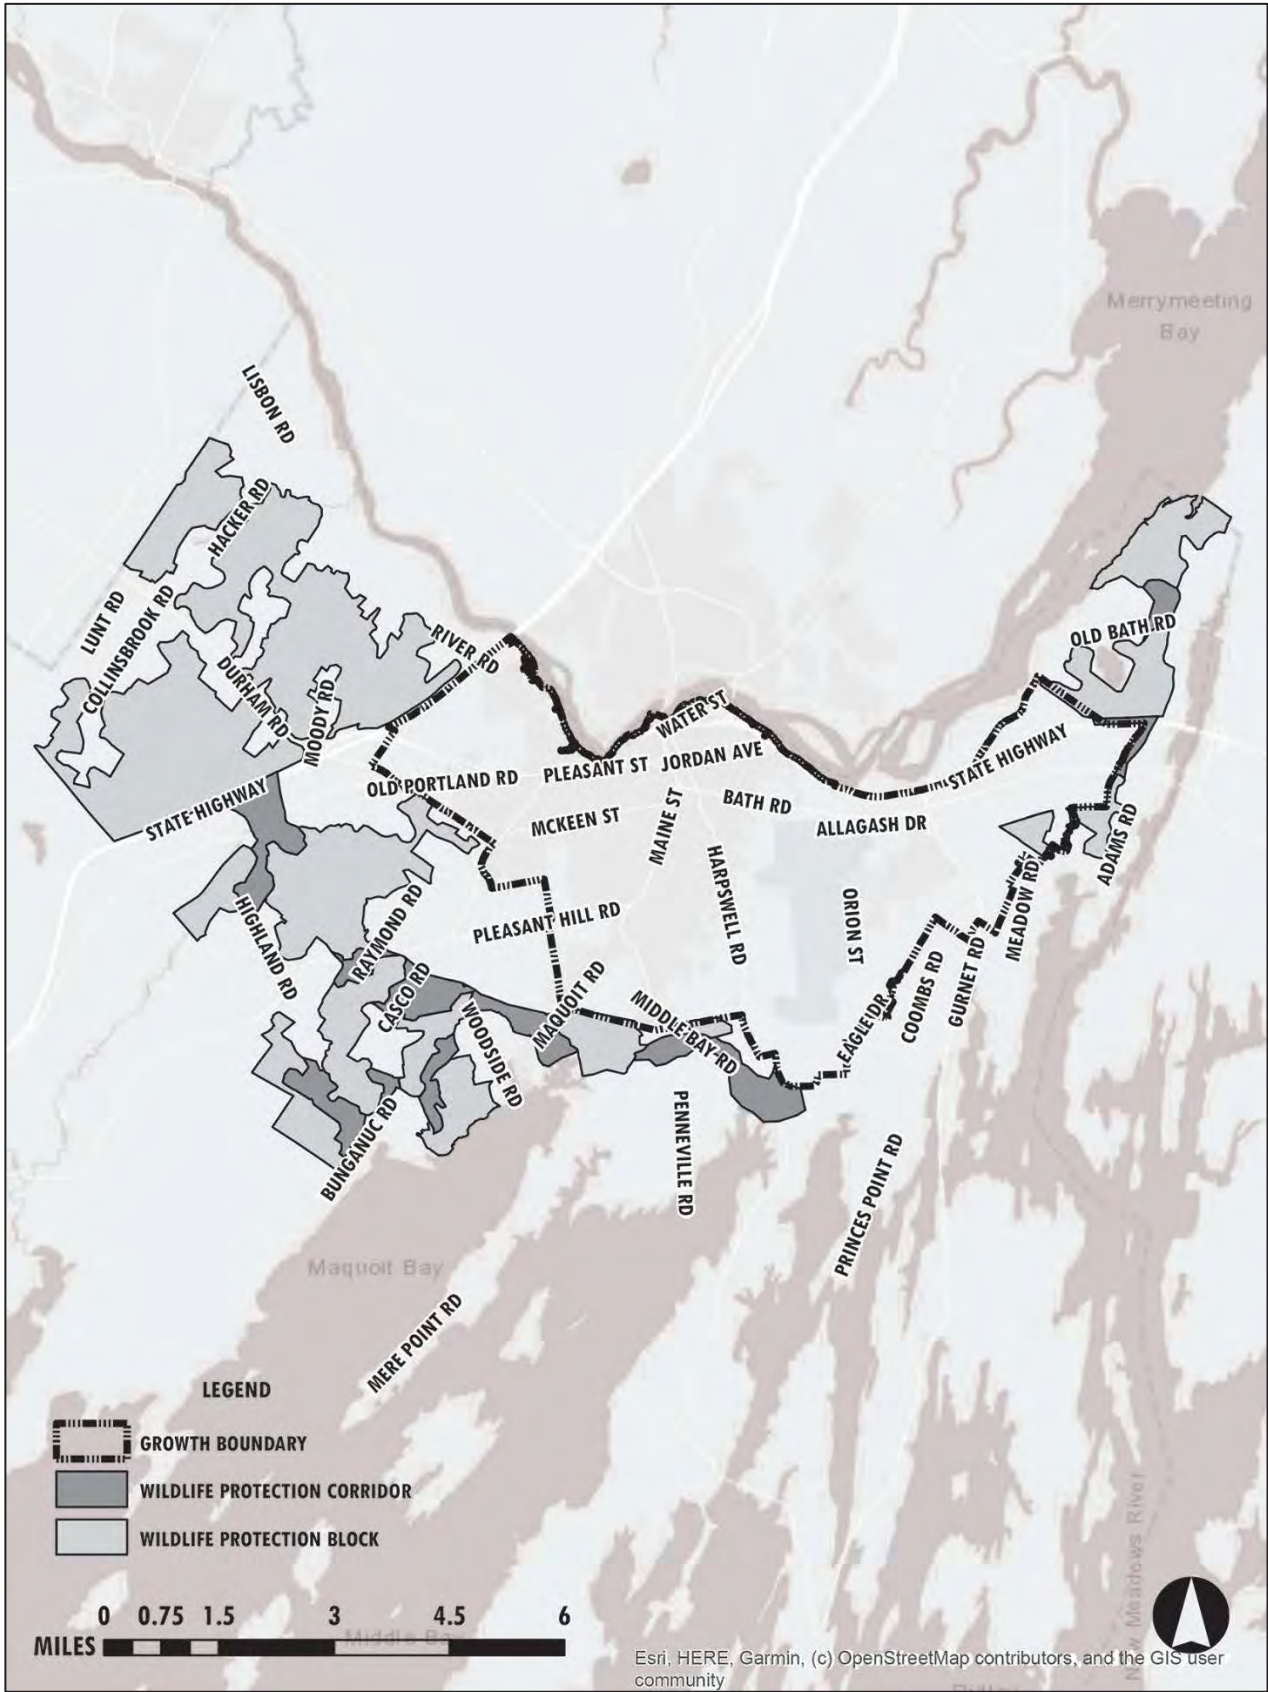 Merrymeeting
Bay
LISBON RD
HACKER RD
LUNT RD
COLLINSBROOK RD
DURHAM RD
MOODY RD
RIVER RD
OLD BATH RD
WATER ST
STATE HIGHWAY
OLD PORTLAND RD
PLEASANT ST
JORDAN AVE
STATE HIGHWAY
MCKEEN ST
MAINE ST
BATH RD
ALLAGASH DR
ADAMS RD
HIGHLAND RD
RAYMOND RD
PLEASANT HILL RD
HARPSWELL RD
ORION ST
MEADOW RD
CASCO RD
WOODSIDE RD
MAQUOIT RD
MIDDLE BAY RD
EAGLE DR
COOMBS RD
GURNET RD
BUNGANUC RD
PENNEVILLE RD
PRINCES POINT RD
Maquoit Bay
MERE POINT RD
LEGEND
GROWTH BOUNDARY
WILDLIFE PROTECTION CORRIDOR
WILDLIFE PROTECTION BLOCK
New Meadows River
0 0.75 1.5 3 4.5 6
MILES
Middle Bay
Esri, HERE, Garmin, (c) OpenStreetMap contributors, and the GIS user
community